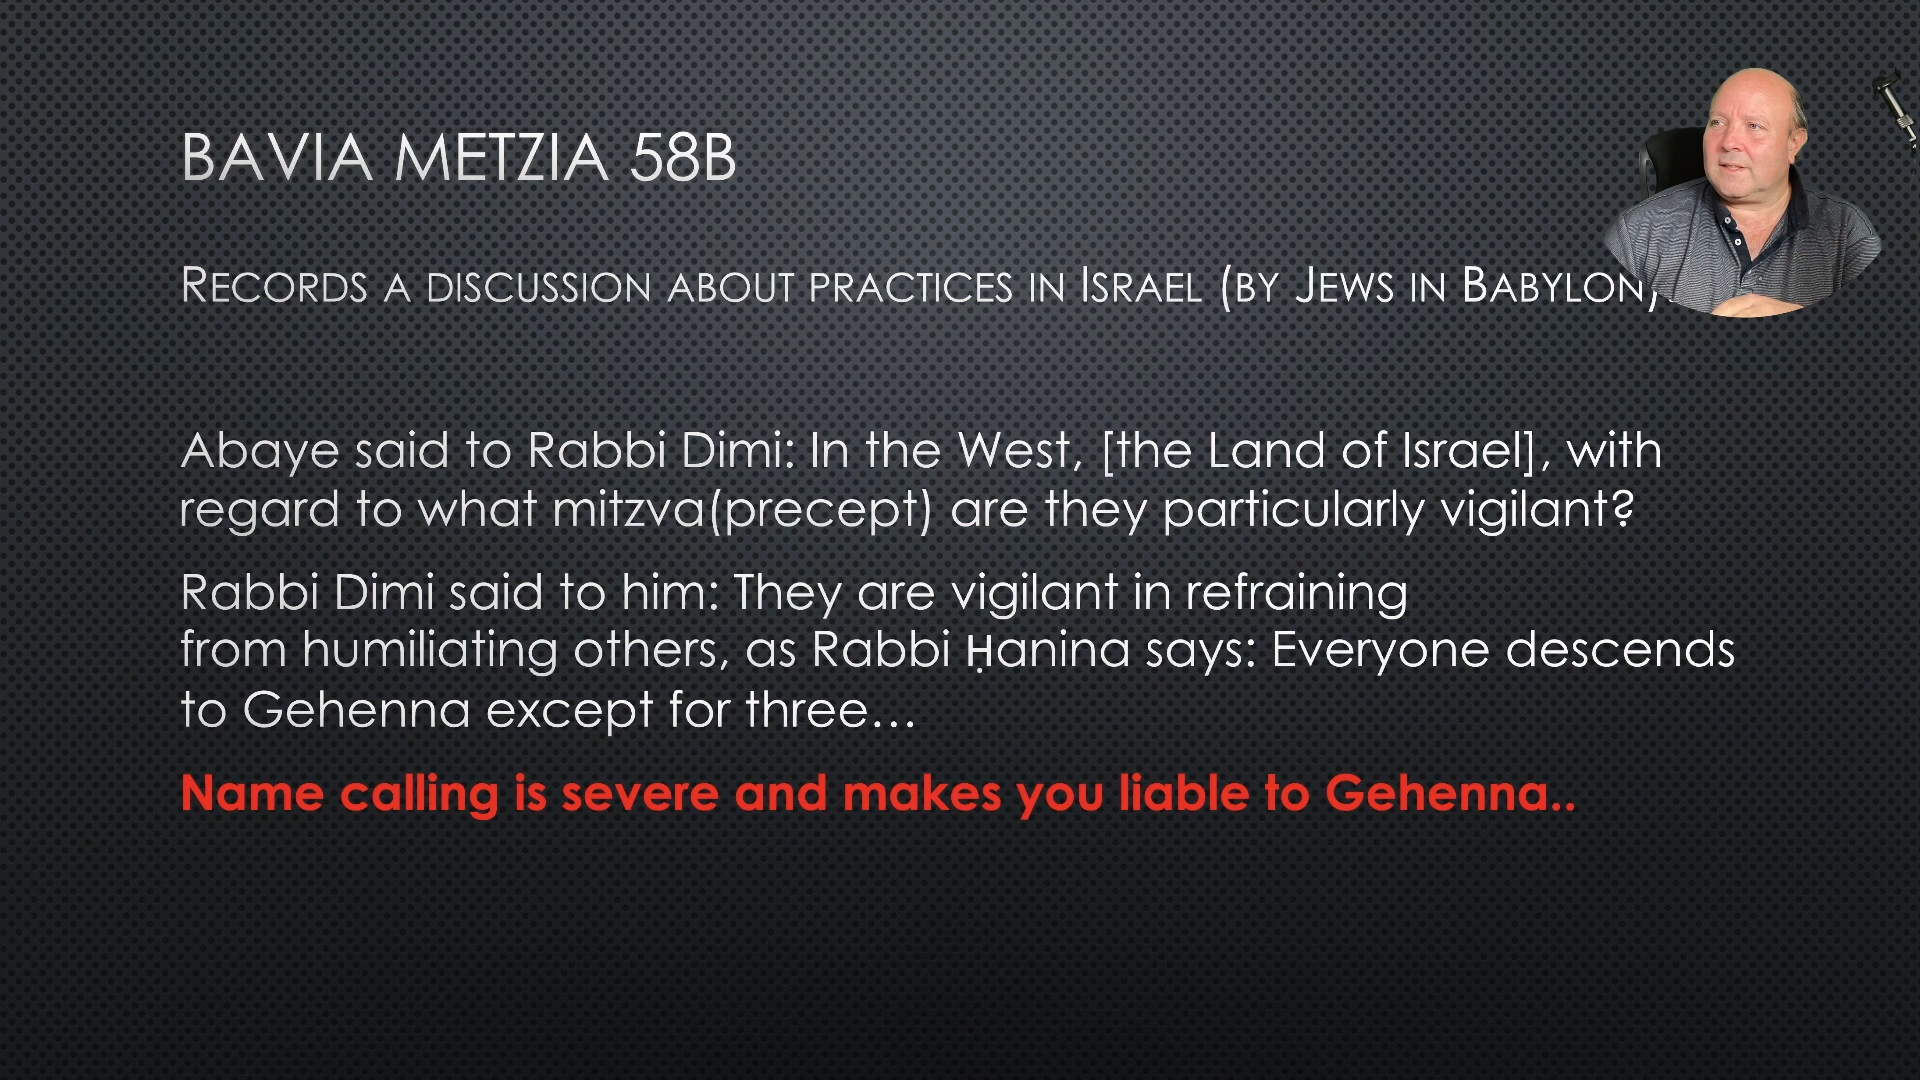 BAVIA METZIA 58B
RECORDS A DISCUSSION ABOUT PRACTICES IN ISRAEL (BY JEWS IN BABYLON)
Abaye said to Rabbi Dimi: In the West, [the Land of Israel], with
regard to what mitzva(precept) are they particularly vigilant?
Rabbi Dimi said to him: They are vigilant in refraining
from humiliating others, as Rabbi Ḥanina says: Everyone descends
to Gehenna except for three…
Name calling is severe and makes you liable to Gehenna..